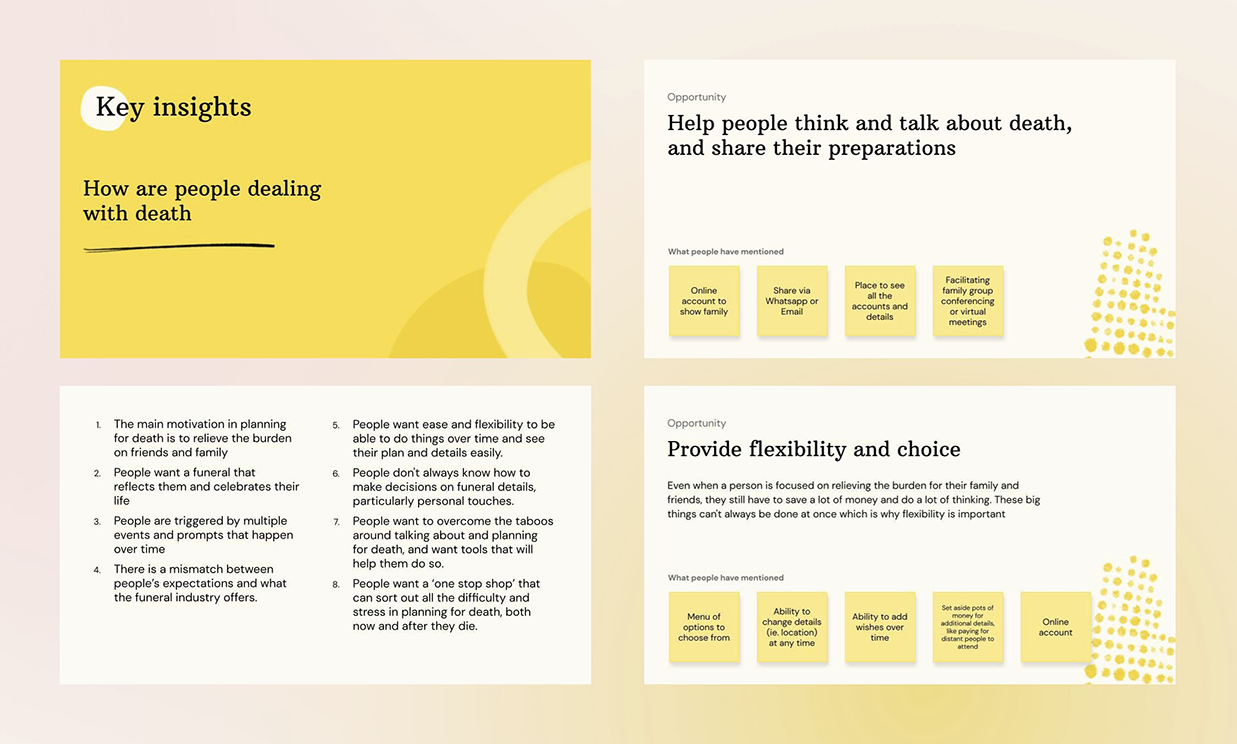 Key insights
How are people dealing
with death
Opportunity
Help people think and talk about death,
and share their preparations
What people have mentioned
Online
account to
show family
Share via
Whatsapp or
Email
Place to see
all the
accounts and
details
Facilitating
family group
conferencing
or virtual
meetings
1. The main motivation in planning
for death is to relieve the burden
on friends and family
2. People want a funeral that
reflects them and celebrates their
life
3. People are triggered by multiple
events and prompts that happen
over time
4. There is a mismatch between
people's expectations and what
the funeral industry offers.
5. People want ease and flexibility to be
able to do things over time and see
their plan and details easily.
6. People don't always know how to
make decisions on funeral details,
particularly personal touches.
7. People want to overcome the taboos
around talking about and planning
for death, and want tools that will
help them do so.
8. People want a ‘one stop shop’ that
can sort out all the difficulty and
stress in planning for death, both
now and after they die.
Opportunity
Provide flexibility and choice
Even when a person is focused on relieving the burden for their family and
friends, they still have to save a lot of money and do a lot of thinking. These big
things can't always be done at once which is why flexibility is important
What people have mentioned
Menu of
options to
choose from
Ability to
change details
(ie. location)
at any time
Ability to add
wishes over
time
Set aside pots of
money for
additional details,
like paying for
distant people to
attend
Online
account